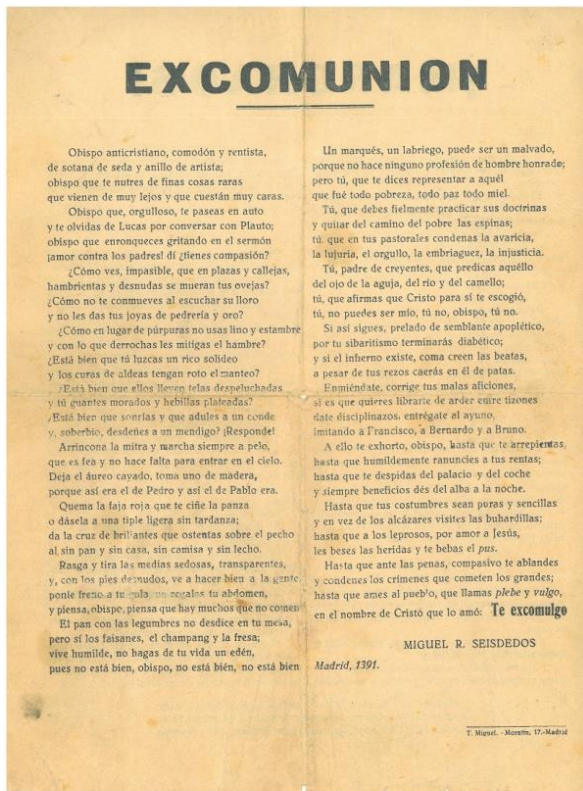 EXCOMUNION
Obispo anticristiano, comodón y rentista,
de sotana de seda y anillo de artista;
obispo que te nutres de finas cosas raras
que vienen de muy lejos y que cuestán muy caras.
Obispo que, orgulloso, te paseas en auto
y te olvidas de Lucas por conversar con Plauto;
obispo que enronqueces gritando en el sermón
¡amor contra los padres! dí ¿tienes compasión?
¿Cómo ves, impasible, que en plazas y callejas,
hambrientas y desnudas se mueran tus ovejas?
¿Cómo no te conmueves al escuchar su lloro
y no les das tus joyas de pedrería y oro?
¿Cómo en lugar de púrpuras no usas lino y estambre
y con lo que derrochas les mitigas el hambre?
¿Está bien que tú luzcas un rico solideo
y los curas de aldeas tengan roto el manteo?
¿Está bien que ellos lleven telas despeluchadas
y tú guantes morados y hebillas plateadas?
¿Está bien que sonrías y que adules a un conde
y, soberbio, desdeñes a un mendigo? ¡Responde!
Arrincona la mitra y marcha siempre a pelo,
que es fea y no hace falta para entrar en el cielo.
Deja el áureo cayado, toma uno de madera,
porque así era el de Pedro y así el de Pablo era.
Quema la faja roja que te ciñe la panza
o dásela a una tiple ligera sin tardanza;
da la cruz de brillantes que ostentas sobre el pecho
al sin pan y sin casa, sin camisa y sin lecho.
Rasga y tira las medias sedosas, transparentes,
y, con los pies desnudos, ve a hacer bien a la gente,
ponle freno a tu gula, no regales tu abdomen,
y piensa, obispo, piensa que hay muchos que no comen
El pan con las legumbres no desdice en tu mesa,
pero sí los faisanes, el champang y la fresa;
vive humilde, no hagas de tu vida un edén,
pues no está bien, obispo, no está bién, no está bien
Un marqués, un labriego, puede ser un malvado,
porque no hace ninguno profesión de hombre honrado;
pero tú, que te dices representar a aquél
que fué todo pobreza, todo paz todo miel.
Tú, que debes fielmente practicar sus doctrinas
y quitar del camino del pobre las espinas;
tú, que en tus pastorales condenas la avaricia,
la lujuria, el orgullo, la embriaguez, la injusticia.
Tú, padre de creyentes, que predicas aquéllo
del ojo de la aguja, del río y del camello;
tú, que afirmas que Cristo para sí te escogió,
tú, no puedes ser mío, tú no, obispo, tú no.
Si así sigues, prelado de semblante apoplético,
por tu sibaritismo terminarás diabético;
y si el infierno existe, coma creen las beatas,
a pesar de tus rezos caerás en él de patas.
Enmiéndate, corrige tus malas aficiones,
si es que quieres librarte de arder entre tizones
date disciplinazos, entrégate al ayuno,
imitando a Francisco, a Bernardo y a Bruno.
A ello te exhorto, obispo, hasta que te arrepientas,
hasta que humildemente ranuncies a tus rentas;
hasta que te despidas del palacio y del coche
y siempre beneficios dés del alba a la noche.
Hasta que tus costumbres sean puras y sencillas
y en vez de los alcázares visites las buhardillas;
hasta que a los leprosos, por amor a Jesús,
les beses las heridas y te bebas el pus.
Hasta que ante las penas, compasivo te ablandes
y condenes los crímenes que cometen los grandes;
hasta que ames al pueblo, que llamas plebe y vulgo,
en el nombre de Cristó que lo amó: Te excomulgo
MIGUEL R. SEISDEDOS
Madrid, 1391.
T. Miguel. - Moratín, 17.-Madrid